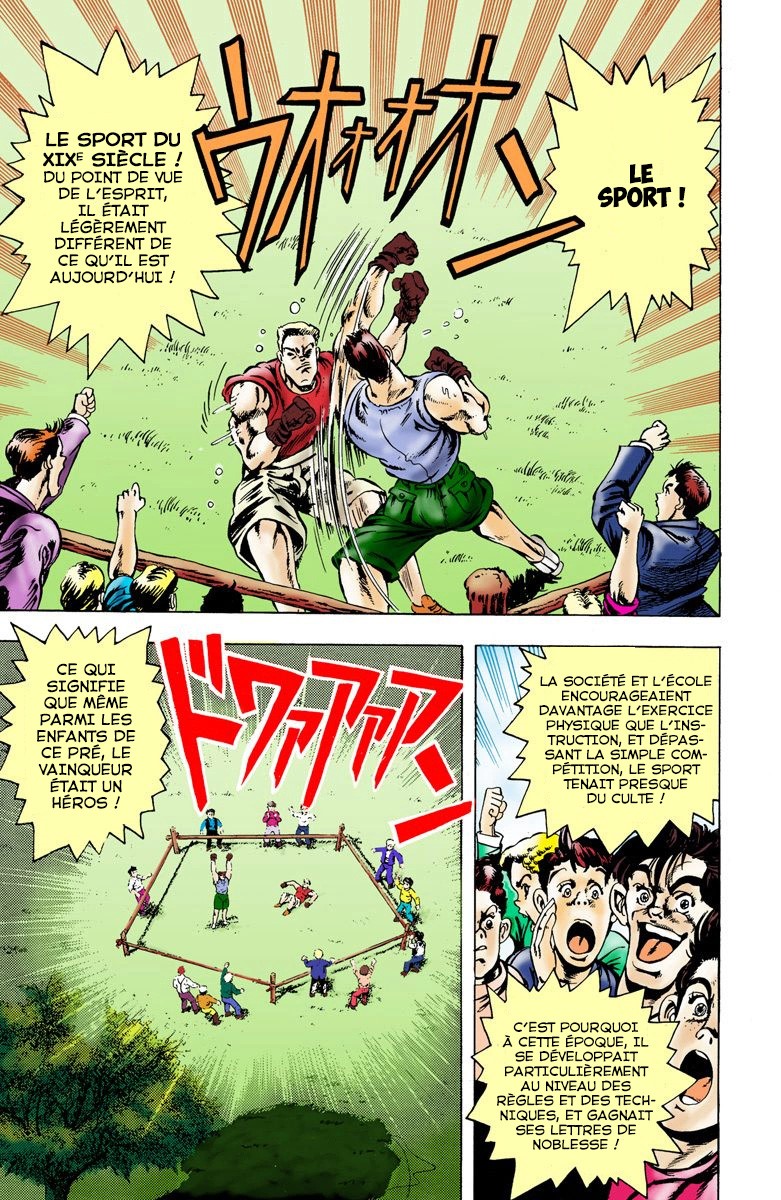 LE
SPORT !
ウオォオオオン
LE SPORT DU
XIXE SIÈCLE !
DU POINT DE VUE
DE L'ESPRIT,
IL ÉTAIT
LÉGÈREMENT
DIFFÉRENT DE
CE QU'IL EST
AUJOURD'HUI !
LA SOCIÉTÉ ET L'ÉCOLE
ENCOURAGEAIENT
DAVANTAGE L'EXERCICE
PHYSIQUE QUE L'INS-
TRUCTION, ET DÉPAS-
SANT LA SIMPLE COM-
PÉTITION, LE SPORT
TENAIT PRESQUE
DU CULTE !
C'EST POURQUOI
À CETTE ÉPOQUE, IL
SE DÉVELOPPAIT
PARTICULIÈREMENT
AU NIVEAU DES
RÈGLES ET DES TECH-
NIQUES, ET GAGNAIT
SES LETTRES DE
NOBLESSE !
ドワァアァアン
CE QUI
SIGNIFIE
QUE MÊME
PARMI LES
ENFANTS DE
CE PRÉ, LE
VAINQUEUR
ÉTAIT UN
HÉROS !